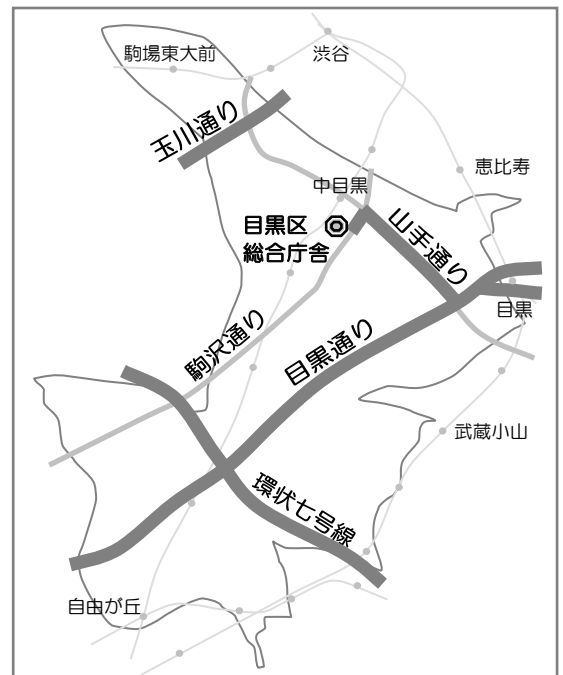 駒場東大前
渋谷
玉川通り
恵比寿
中目黒
目黒区
総合庁舎
山手通り
目黒
駒沢通り
目黒通り
武蔵小山
環状七号線
自由が丘